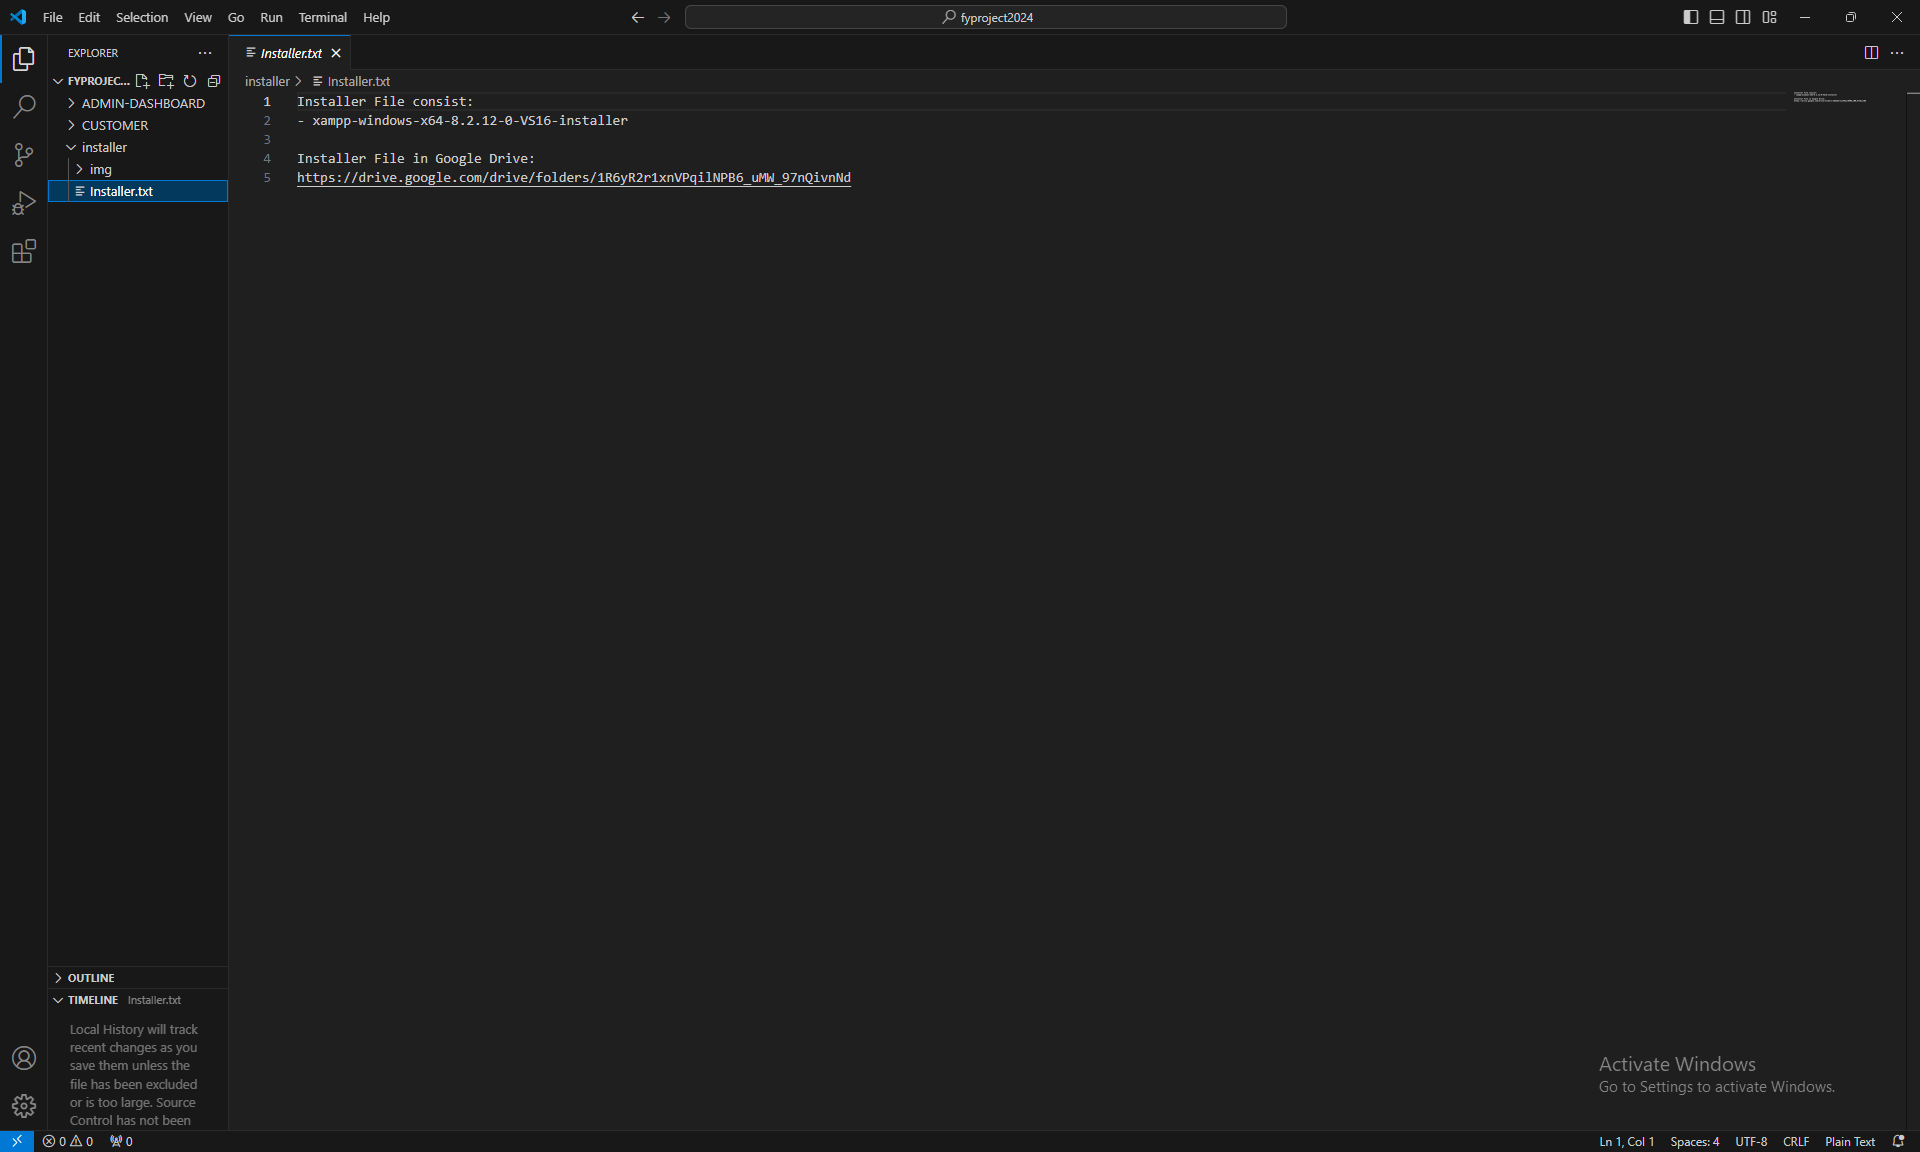 File Edit Selection View Go Run Terminal Help
fyproject2024
EXPLORER
Installer.txt
FYPROJEC...
ADMIN-DASHBOARD
CUSTOMER
installer
img
Installer.txt
installer > Installer.txt
1 Installer File consist:
2 - xampp-windows-x64-8.2.12-0-VS16-installer
3
4 Installer File in Google Drive:
5 https://drive.google.com/drive/folders/1R6yR2r1xnVPqilNPB6_uMW_97nQivnNd
OUTLINE
TIMELINE Installer.txt
Local History will track
recent changes as you
save them unless the
file has been excluded
or is too large. Source
Control has not been
Activate Windows
Go to Settings to activate Windows.
0 0 0
Ln 1, Col 1 Spaces: 4 UTF-8 CRLF Plain Text